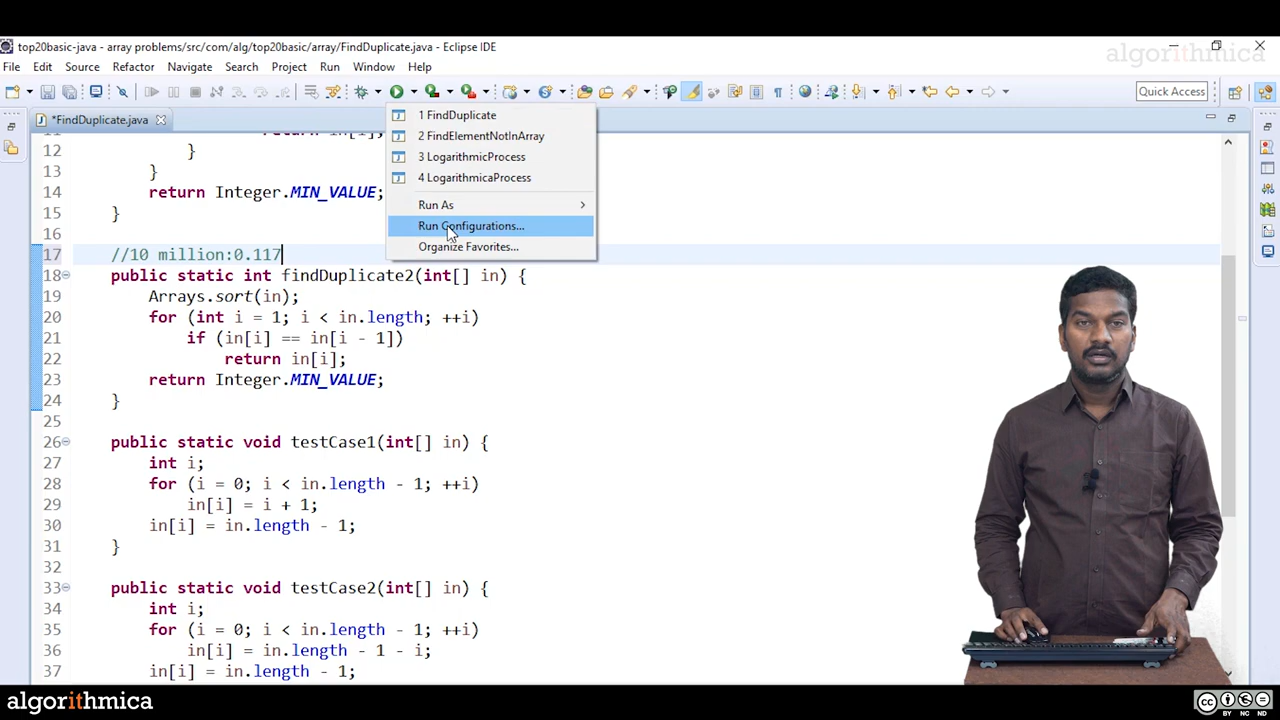 top20basic-java - array problems/src/com/alg/top20basic/array/FindDuplicate.java - Eclipse IDE
algorithmica
File Edit Source Refactor Navigate Search Project Run Window Help
Quick Access
*FindDuplicate.java
1 FindDuplicate
2 FindElementNotInArray
3 LogarithmicProcess
4 LogarithmicaProcess
Run As
Run Configurations...
Organize Favorites...
12 }
13 }
14 return Integer.MIN_VALUE;
15 }
16
17 //10 million:0.117
18 public static int findDuplicate2(int[] in) {
19 Arrays.sort(in);
20 for (int i = 1; i < in.length; ++i)
21 if (in[i] == in[i - 1])
22 return in[i];
23 return Integer.MIN_VALUE;
24 }
25
26 public static void testCase1(int[] in) {
27 int i;
28 for (i = 0; i < in.length - 1; ++i)
29 in[i] = i + 1;
30 in[i] = in.length - 1;
31 }
32
33 public static void testCase2(int[] in) {
34 int i;
35 for (i = 0; i < in.length - 1; ++i)
36 in[i] = in.length - 1 - i;
37 in[i] = in.length - 1;
algorithmica
cc BY NC ND